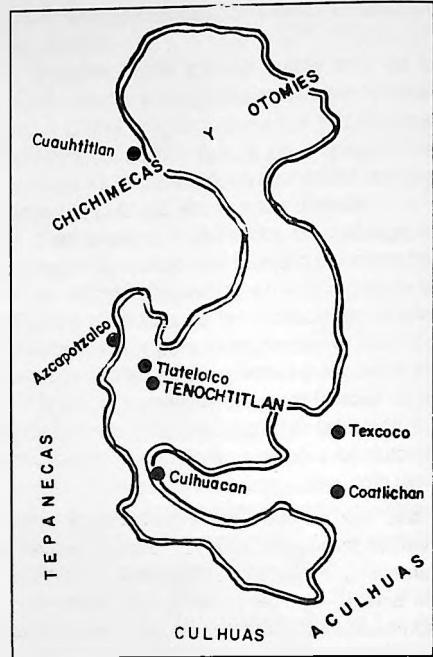 OTOMIES
Y
Cuauhtitlan
CHICHIMECAS
Azcapotzalco
Tlatelolco
TENOCHTITLAN
Texcoco
Culhuacan
Coatlichan
TEPANECAS
ACULHUAS
CULHUAS